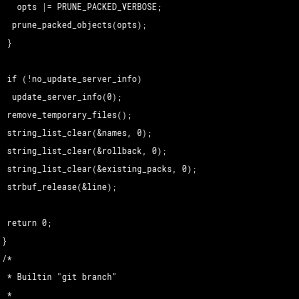 opts |= PRUNE_PACKED_VERBOSE;
prune_packed_objects(opts);
}
if (!no_update_server_info)
update_server_info(0);
remove_temporary_files();
string_list_clear(&names, 0);
string_list_clear(&rollback, 0);
string_list_clear(&existing_packs, 0);
strbuf_release(&line);
return 0;
}
/*
* Builtin "git branch"
*